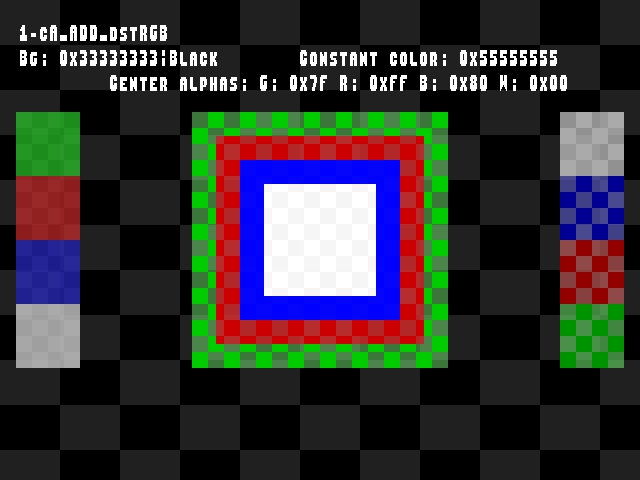 1-cA_ADD_dstRGB
Bg: 0x33333333;Black Constant color: 0x55555555
Center alphas: G: 0x7F R: 0xFF B: 0x80 W: 0x00